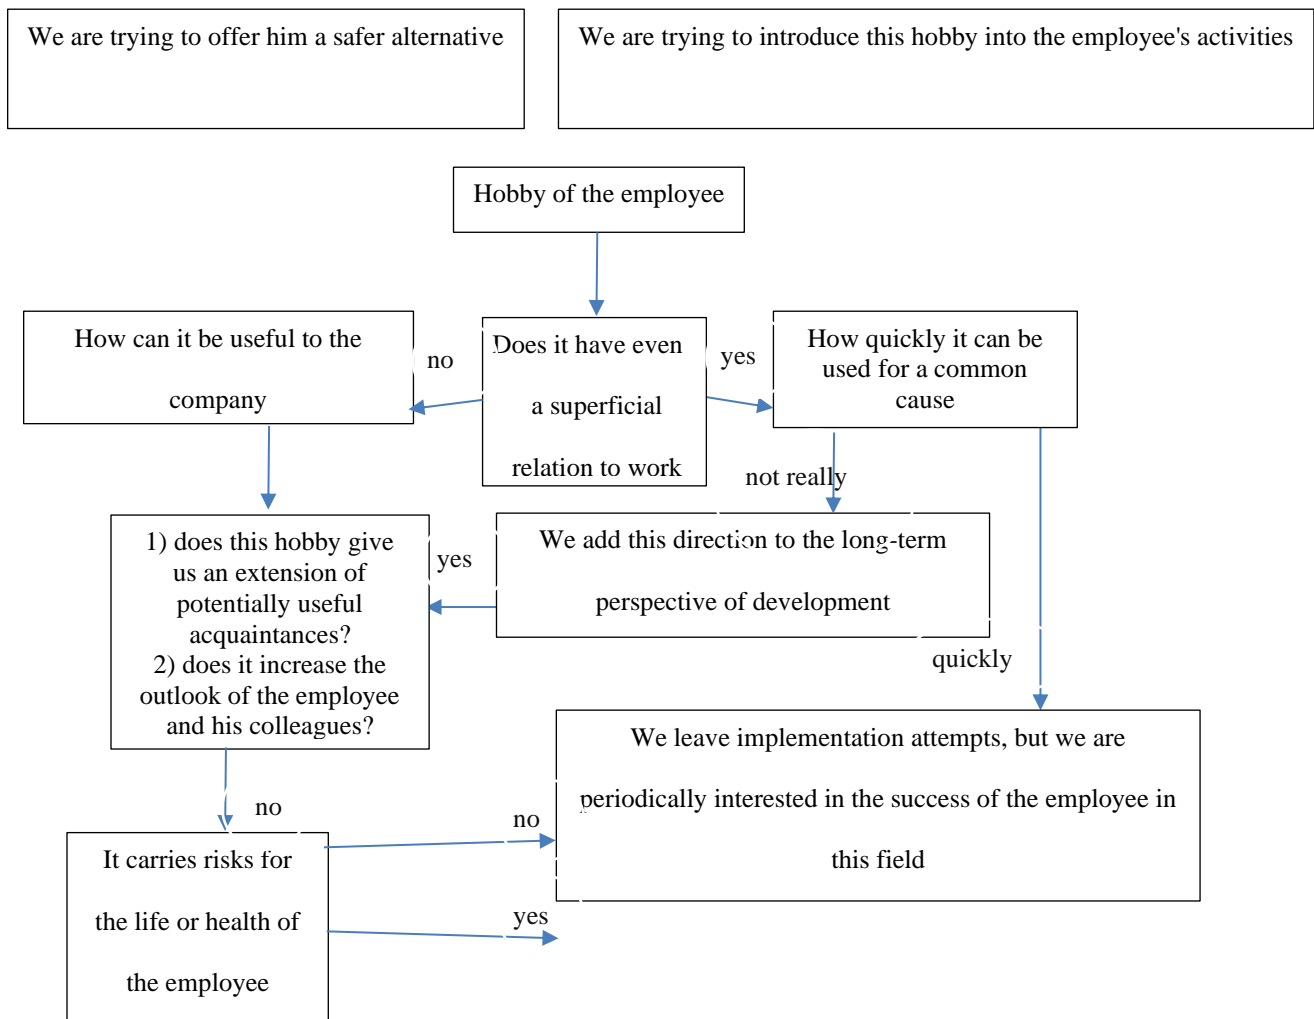 We are trying to offer him a safer alternative
We are trying to introduce this hobby into the employee's activities
Hobby of the employee
How can it be useful to the
company
no
Does it have even
a superficial
relation to work
yes
How quickly it can be
used for a common
cause
not really
1) does this hobby give
us an extension of
potentially useful
acquaintances?
2) does it increase the
outlook of the employee
and his colleagues?
yes
We add this direction to the long-term
perspective of development
quickly
We leave implementation attempts, but we are
periodically interested in the success of the employee in
this field
no
no
It carries risks for
the life or health of
the employee
yes